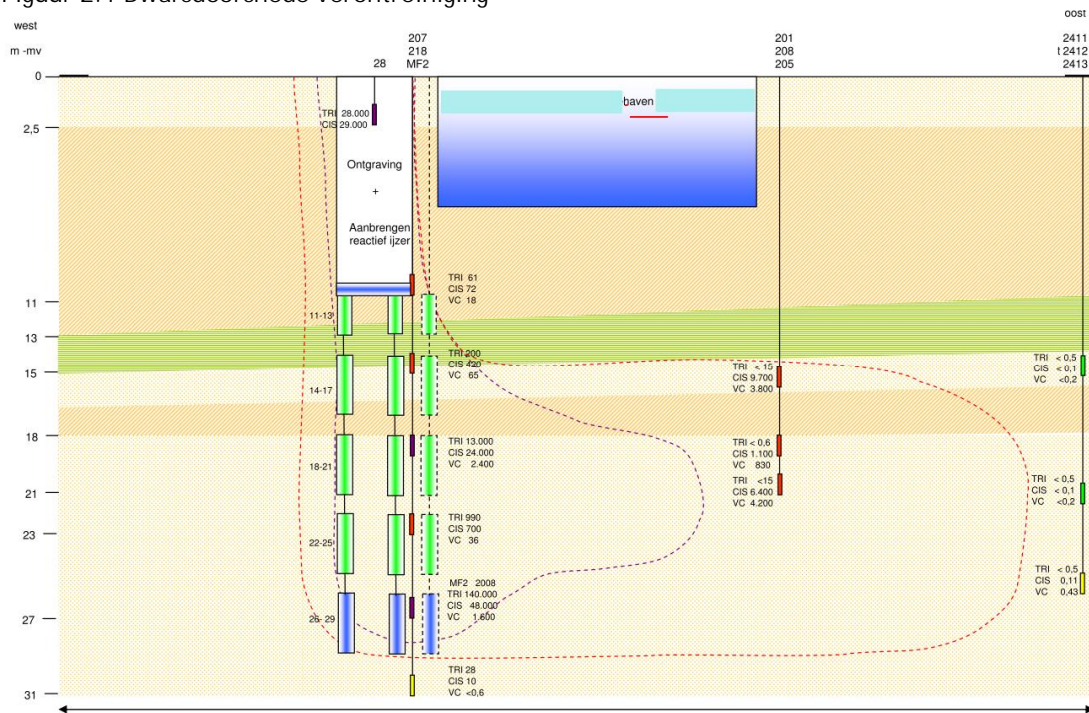 Figuur 2.1 Dwarsdoorsnede verontreiniging
west
oost
m -mv
207
218
MF2
28
201
208
205
2411
t 2412
2413
0
2,5
11
13
15
18
21
23
27
31
TRI 28.000
CIS 29.000
Ontgraving
+
Aanbrengen
reactief ijzer
haven
11-13
14-17
18-21
22-25
26- 29
TRI 61
CIS 72
VC 18
TRI 200
CIS 420
VC 65
TRI 13.000
CIS 24.000
VC 2.400
TRI 990
CIS 700
VC 36
MF2 2008
TRI 140.000
CIS 48.000
VC 1.600
TRI 28
CIS 10
VC <0,6
TRI < 15
CIS 9.700
VC 3.800
TRI < 0,6
CIS 1.100
VC 830
TRI <15
CIS 6.400
VC 4.200
TRI < 0,5
CIS < 0,1
VC <0,2
TRI < 0,5
CIS < 0,1
VC <0,2
TRI < 0,5
CIS 0,11
VC 0,43